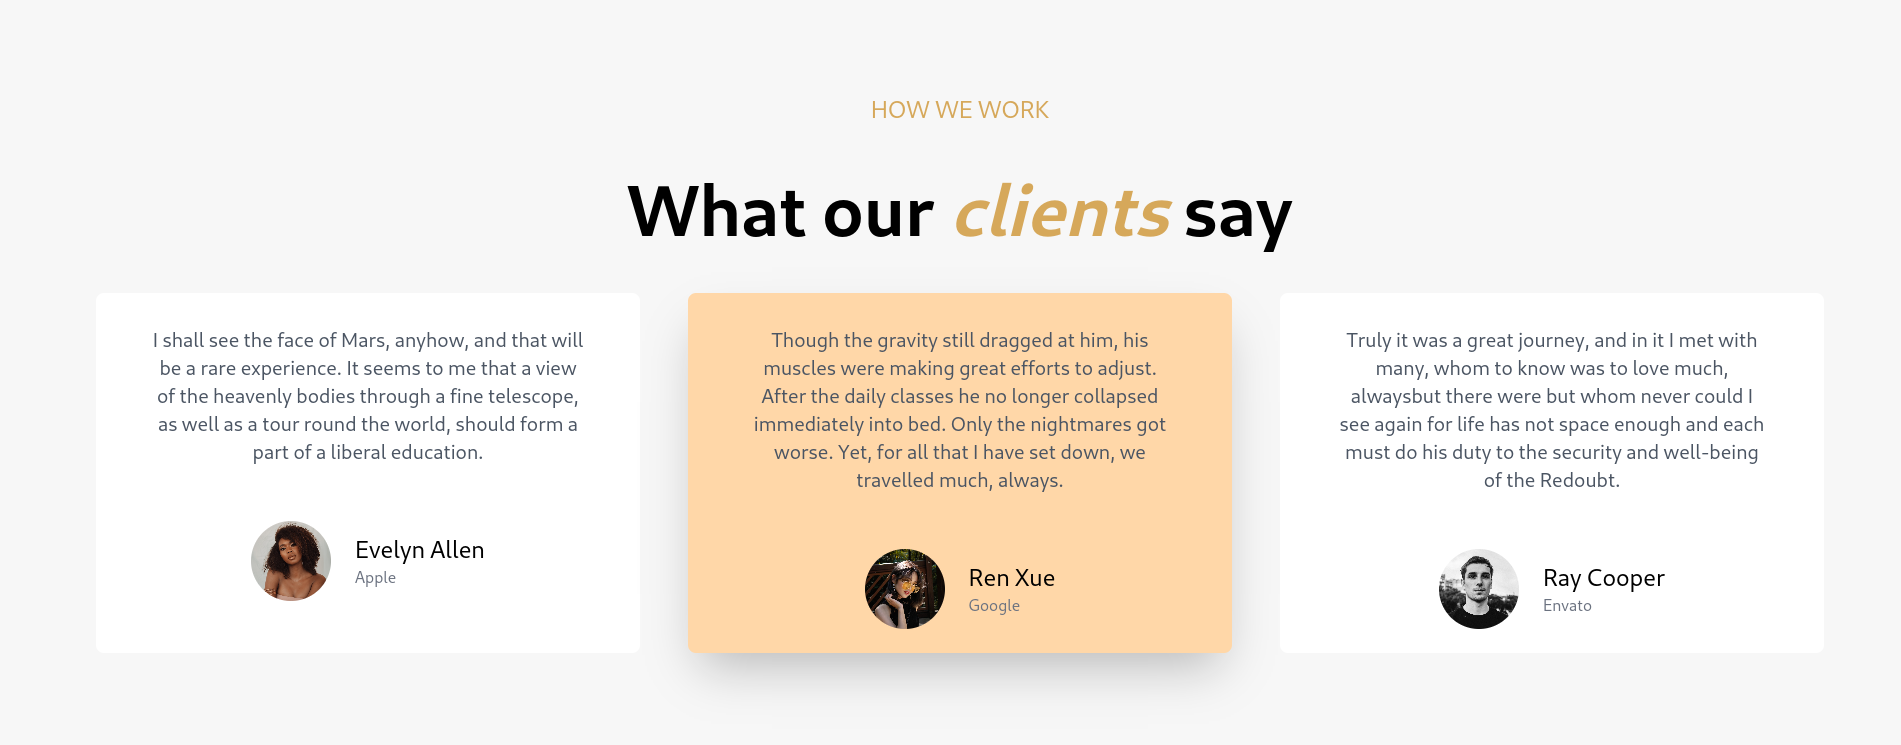 HOW WE WORK
What our clients say
I shall see the face of Mars, anyhow, and that will
be a rare experience. It seems to me that a view
of the heavenly bodies through a fine telescope,
as well as a tour round the world, should form a
part of a liberal education.
Evelyn Allen
Apple
Though the gravity still dragged at him, his
muscles were making great efforts to adjust.
After the daily classes he no longer collapsed
immediately into bed. Only the nightmares got
worse. Yet, for all that I have set down, we
travelled much, always.
Ren Xue
Google
Truly it was a great journey, and in it I met with
many, whom to know was to love much,
alwaysbut there were but whom never could I
see again for life has not space enough and each
must do his duty to the security and well-being
of the Redoubt.
Ray Cooper
Envato